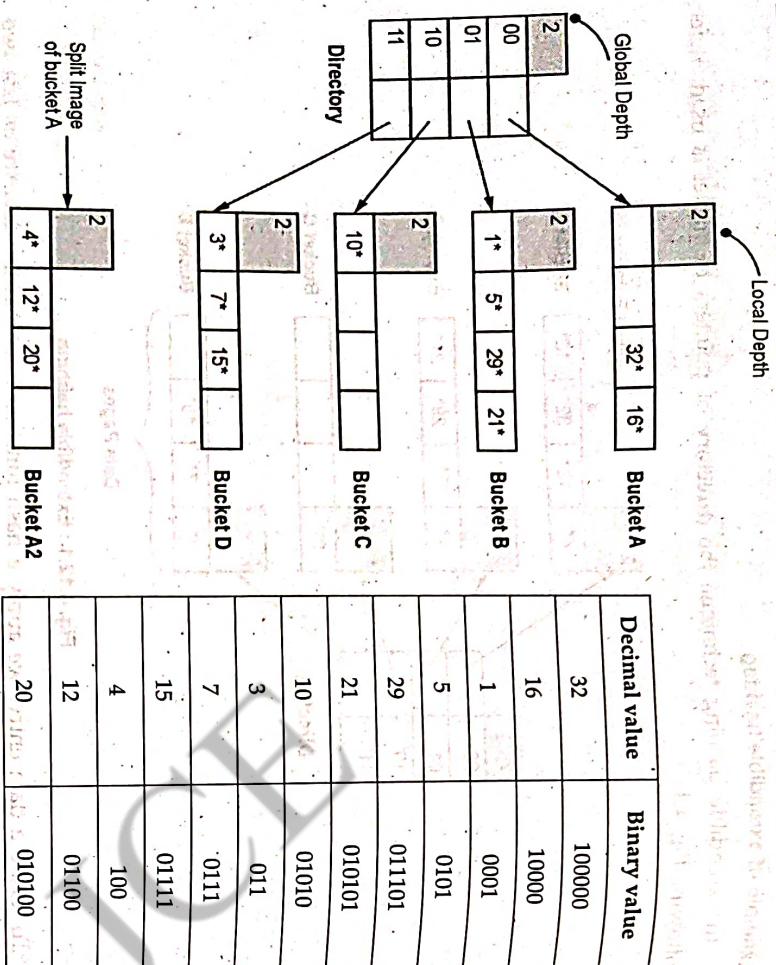 Global Depth
Local Depth
2
00
01
10
11
Directory
2
32* 16*
Bucket A
2
1* 5* 29* 21*
Bucket B
2
10*
Bucket C
2
3* 7* 15*
Bucket D
Split Image
of bucket A
2
4* 12* 20*
Bucket A2
Decimal value Binary value
32 100000
16 10000
1 0001
5 0101
29 011101
21 010101
10 01010
3 011
7 0111
15 01111
4 100
12 01100
20 010100
JCE